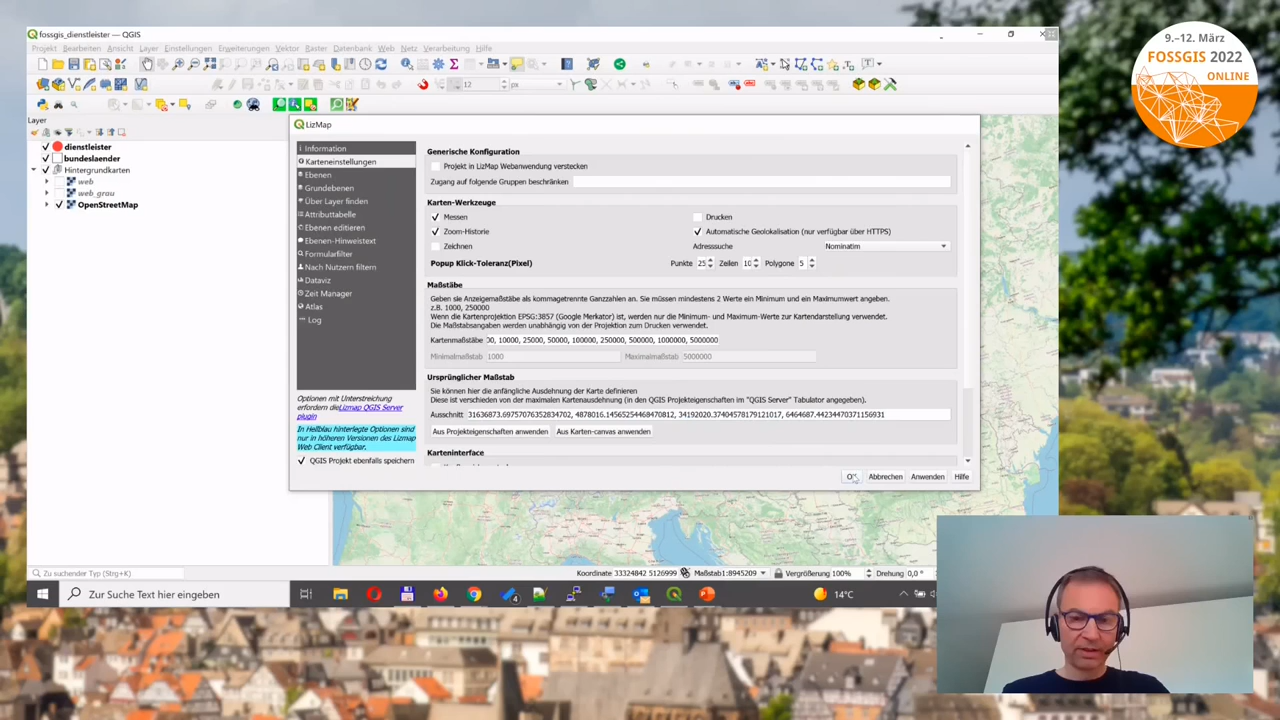 fossgis_dienstleister — QGIS
Projekt Bearbeiten Ansicht Layer Einstellungen Erweiterungen Vektor Raster Datenbank Web Netz Verarbeitung Hilfe
12 px
Layer
dienstleister
bundeslaender
Hintergrundkarten
web
web_grau
OpenStreetMap
LizMap
Information
Karteneinstellungen
Ebenen
Grundebenen
Über Layer finden
Attributtabelle
Ebenen editieren
Ebenen-Hinweistext
Formularfilter
Nach Nutzern filtern
Dataviz
Zeit Manager
Atlas
Log
Optionen mit Unterstreichung
erfordern die Lizmap QGIS Server
plugin
In Hellblau hinterlegte Optionen sind
nur in höheren Versionen des Lizmap
Web Client verfügbar.
QGIS Projekt ebenfalls speichern
Generische Konfiguration
Projekt in LizMap Webanwendung verstecken
Zugang auf folgende Gruppen beschränken
Karten-Werkzeuge
Messen
Drucken
Zoom-Historie
Automatische Geolokalisation (nur verfügbar über HTTPS)
Zeichnen
Adresssuche Nominatim
Popup Klick-Toleranz(Pixel) Punkte 25 Zeilen 10 Polygone 5
Maßstäbe
Geben sie Anzeigemaßstäbe als kommagetrennte Ganzzahlen an. Sie müssen mindestens 2 Werte ein Minimum und ein Maximumwert angeben.
z.B. 1000, 250000
Wenn die Kartenprojektion EPSG:3857 (Google Merkator) ist, werden nur die Minimum- und Maximum-Werte zur Kartendarstellung verwendet.
Die Maßstabsangaben werden unabhängig von der Projektion zum Drucken verwendet.
Kartenmaßstäbe 00, 10000, 25000, 50000, 100000, 250000, 500000, 1000000, 5000000
Minimalmaßstab 1000 Maximalmaßstab 5000000
Ursprünglicher Maßstab
Sie können hier die anfängliche Ausdehnung der Karte definieren
Diese ist verschieden von der maximalen Kartenausdehnung (in den QGIS Projekteigenschaften im "QGIS Server" Tabulator angegeben).
Ausschnitt 31636873.69757076352834702, 4878016.14565254468470812, 34192020.37404578179121017, 6464687.44234470371156931
Aus Projekteigenschaften anwenden Aus Karten-canvas anwenden
Karteninterface
OK Abbrechen Anwenden Hilfe
Zu suchender Typ (Strg+K)
Koordinate 33324842 5126999 Maßstab 1:8945209 Vergrößerung 100% Drehung 0,0 °
Zur Suche Text hier eingeben
4
14°C
9.–12. März
FOSSGIS 2022
ONLINE